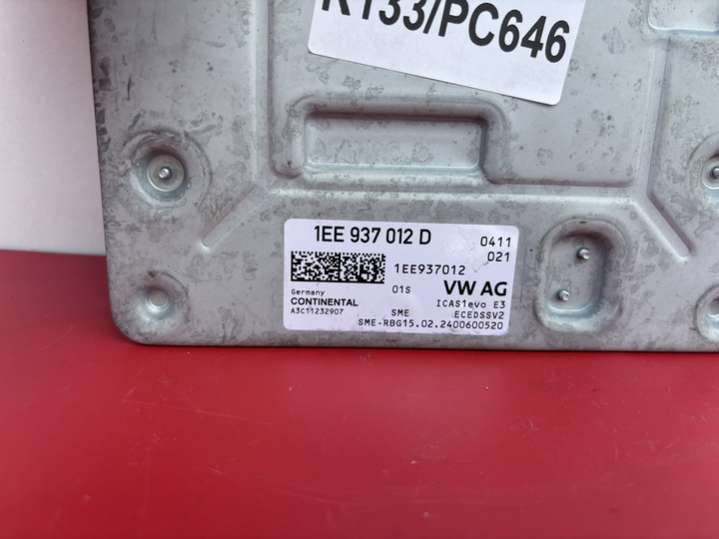 R133/PC646
1EE 937 012 D
0411
021
1EE937012
01S
VW AG
Germany
CONTINENTAL
ICAS1evo E3
A3C11232907
SME
ECEDSSV2
SME-RBG15.02.2400600520